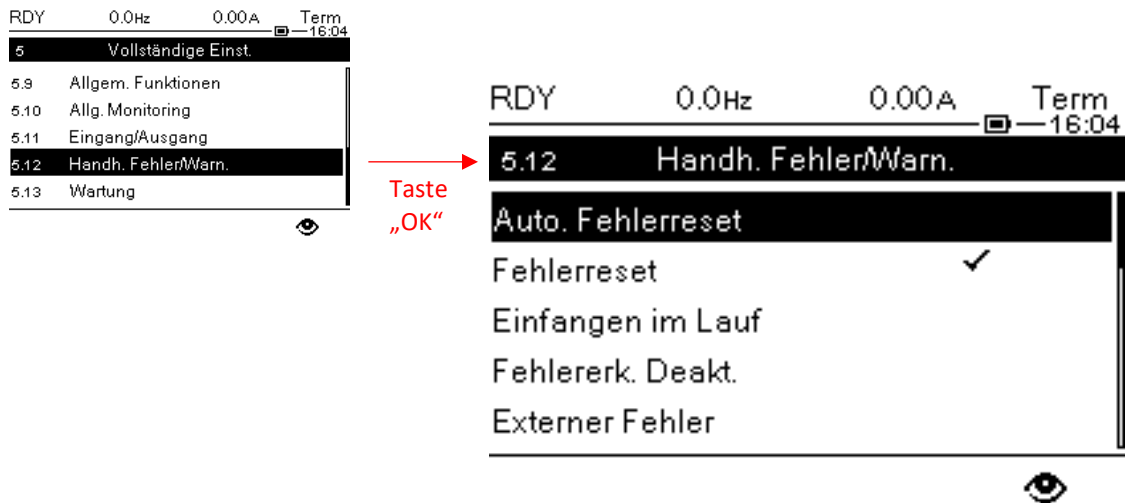 RDY 0.0Hz 0.00A Term
16:04
5 Vollständige Einst.
5.9 Allgem. Funktionen
5.10 Allg. Monitoring
5.11 Eingang/Ausgang
5.12 Handh. Fehler/Warn.
5.13 Wartung
Taste
„OK“
RDY 0.0Hz 0.00A Term
16:04
5.12 Handh. Fehler/Warn.
Auto. Fehlerreset
Fehlerreset ✓
Einfangen im Lauf
Fehlererk. Deakt.
Externer Fehler